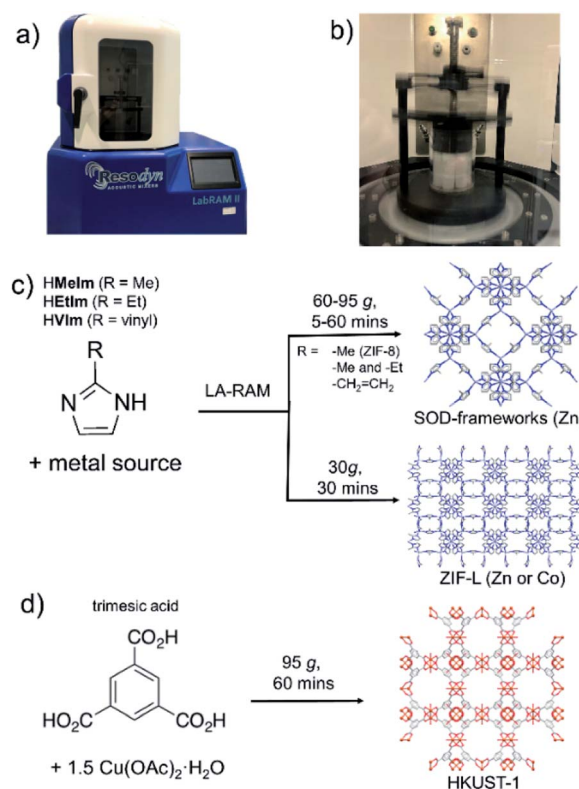 a)
b)
Resodyn
ACOUSTIC MIXERS
LabRAM II
c)
HMeIm (R = Me)
HEtIm (R = Et)
HVIm (R = vinyl)
R
N
NH
+ metal source
LA-RAM
60-95 g,
5-60 mins
R = -Me (ZIF-8)
-Me and -Et
-CH₂=CH₂
SOD-frameworks (Zn
30g,
30 mins
ZIF-L (Zn or Co)
d)
trimesic acid
CO₂H
HO₂C
CO₂H
+ 1.5 Cu(OAc)₂·H₂O
95 g,
60 mins
HKUST-1